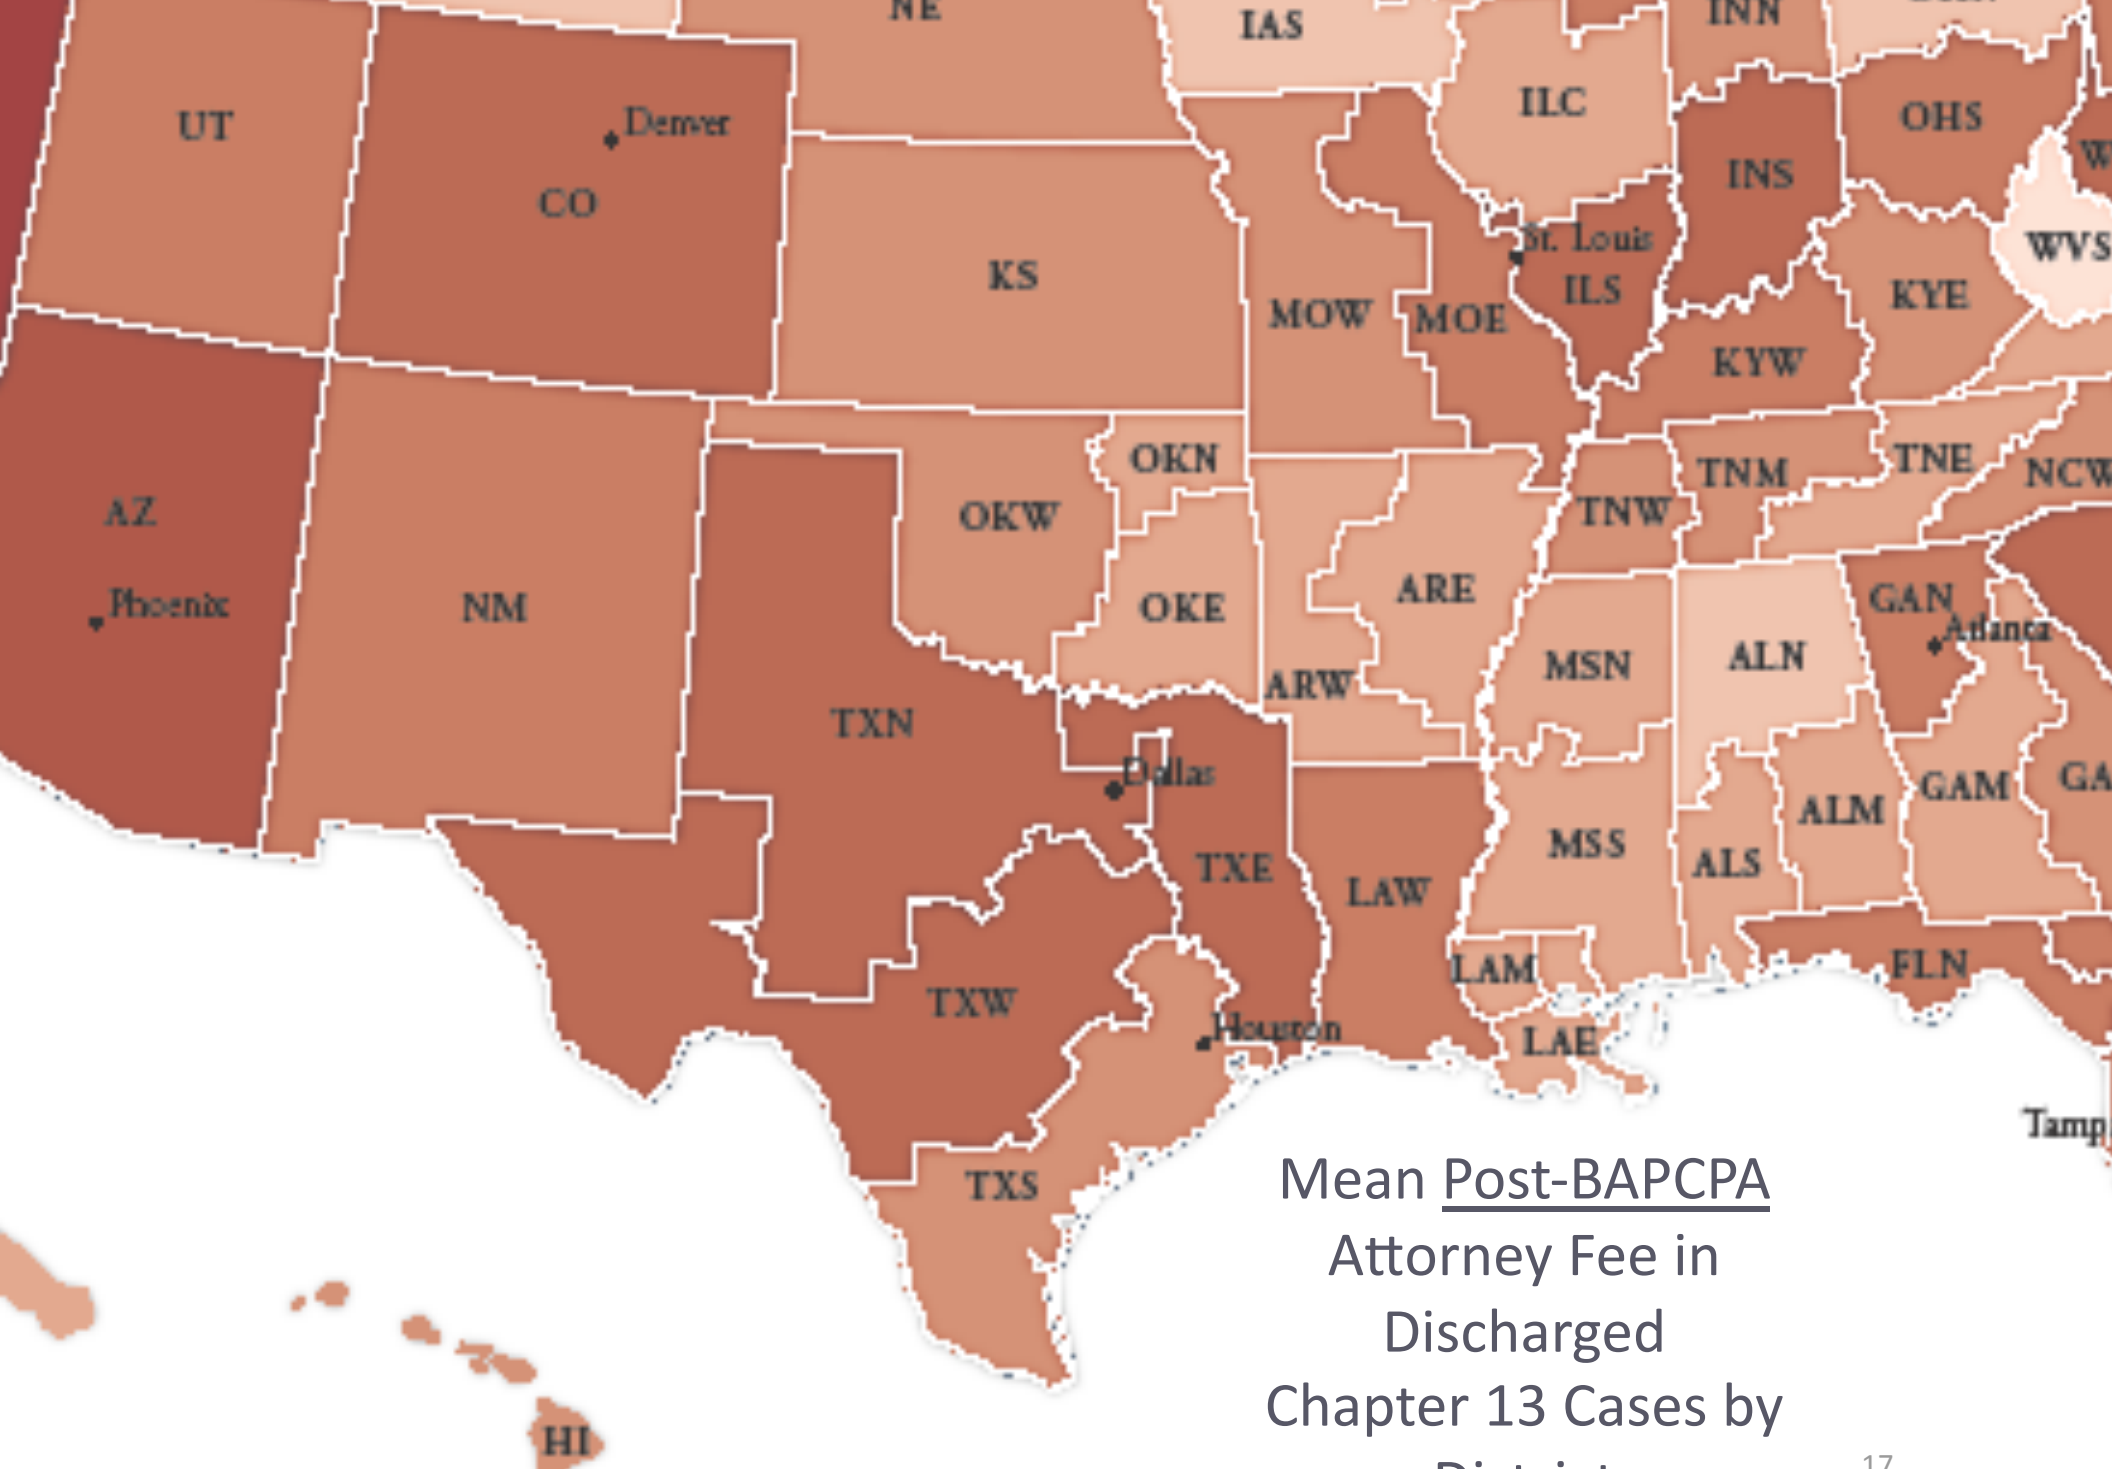 NE
IAS
INN
UT
Denver
ILC
OHS
CO
INS
St. Louis
WVS
KS
ILS
KYE
MOW
MOE
KYW
OKN
TNM
TNE
NCW
AZ
OKW
TNW
Phoenix
NM
OKE
ARE
GAN
Atlanta
MSN
ALN
ARW
TXN
Dallas
GAM
GA
ALM
MSS
ALS
TXE
LAW
LAM
FLN
TXW
Houston
LAE
Tamp
TXS
Mean Post-BAPCPA
Attorney Fee in
Discharged
Chapter 13 Cases by
HI
17